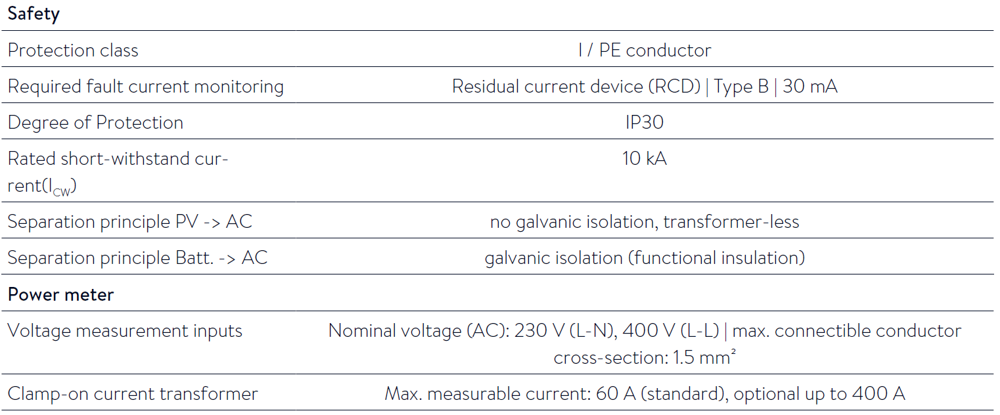 Safety
Protection class
I / PE conductor
Required fault current monitoring
Residual current device (RCD) | Type B | 30 mA
Degree of Protection
IP30
Rated short-withstand cur-
rent(I_CW)
10 kA
Separation principle PV -> AC
no galvanic isolation, transformer-less
Separation principle Batt. -> AC
galvanic isolation (functional insulation)
Power meter
Voltage measurement inputs
Nominal voltage (AC): 230 V (L-N), 400 V (L-L) | max. connectible conductor
cross-section: 1.5 mm²
Clamp-on current transformer
Max. measurable current: 60 A (standard), optional up to 400 A